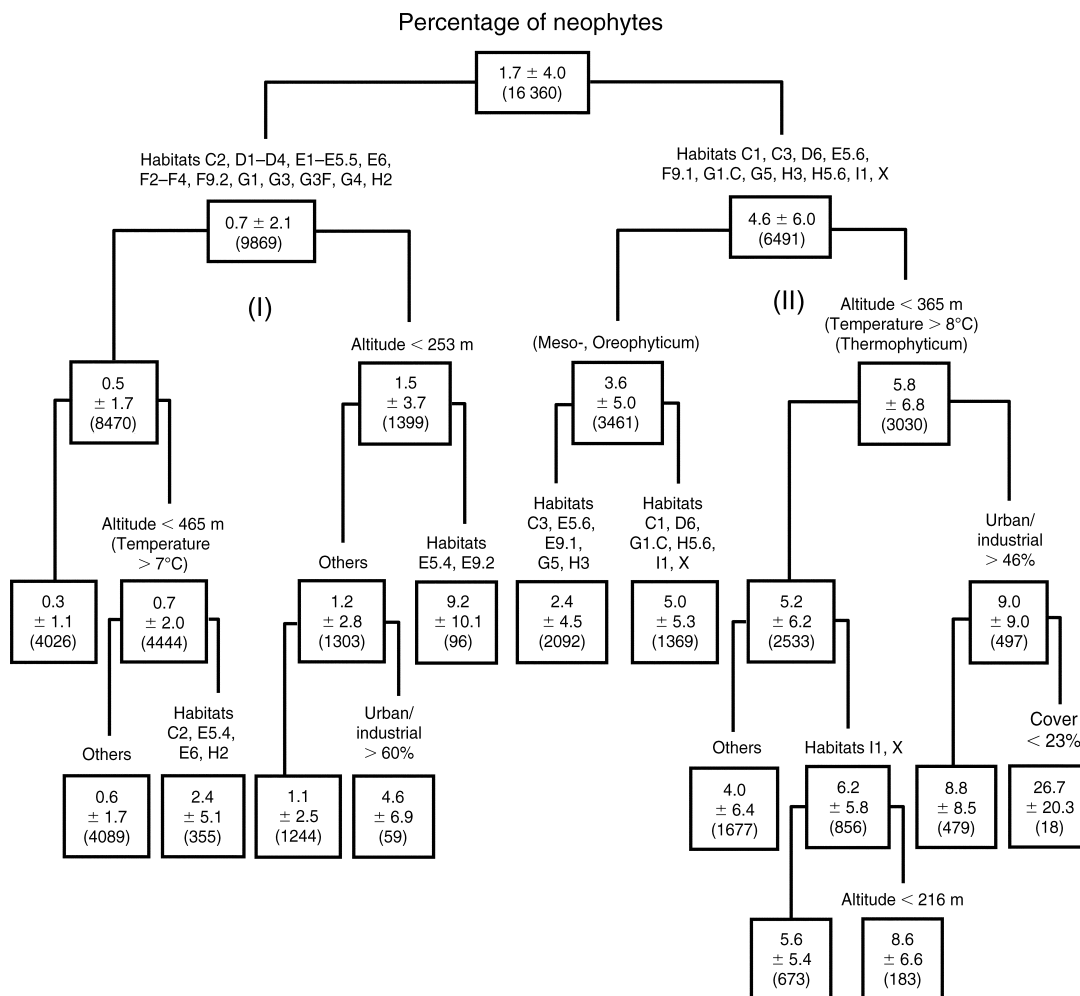 Percentage of neophytes
1.7 ± 4.0
(16 360)
Habitats C2, D1–D4, E1–E5.5, E6,
F2–F4, F9.2, G1, G3, G3F, G4, H2
Habitats C1, C3, D6, E5.6,
F9.1, G1.C, G5, H3, H5.6, I1, X
0.7 ± 2.1
(9869)
4.6 ± 6.0
(6491)
(I)
(II)
Altitude < 253 m
(Meso-, Oreophyticum)
Altitude < 365 m
(Temperature > 8°C)
(Thermophyticum)
0.5
± 1.7
(8470)
1.5
± 3.7
(1399)
3.6
± 5.0
(3461)
5.8
± 6.8
(3030)
Altitude < 465 m
(Temperature
> 7°C)
Others
Habitats
E5.4, E9.2
Habitats
C3, E5.6,
E9.1,
G5, H3
Habitats
C1, D6,
G1.C, H5.6,
I1, X
Urban/
industrial
> 46%
0.3
± 1.1
(4026)
0.7
± 2.0
(4444)
1.2
± 2.8
(1303)
9.2
± 10.1
(96)
2.4
± 4.5
(2092)
5.0
± 5.3
(1369)
5.2
± 6.2
(2533)
9.0
± 9.0
(497)
Others
Habitats
C2, E5.4,
E6, H2
Urban/
industrial
> 60%
Others
Habitats I1, X
Cover
< 23%
0.6
± 1.7
(4089)
2.4
± 5.1
(355)
1.1
± 2.5
(1244)
4.6
± 6.9
(59)
4.0
± 6.4
(1677)
6.2
± 5.8
(856)
8.8
± 8.5
(479)
26.7
± 20.3
(18)
Altitude < 216 m
5.6
± 5.4
(673)
8.6
± 6.6
(183)